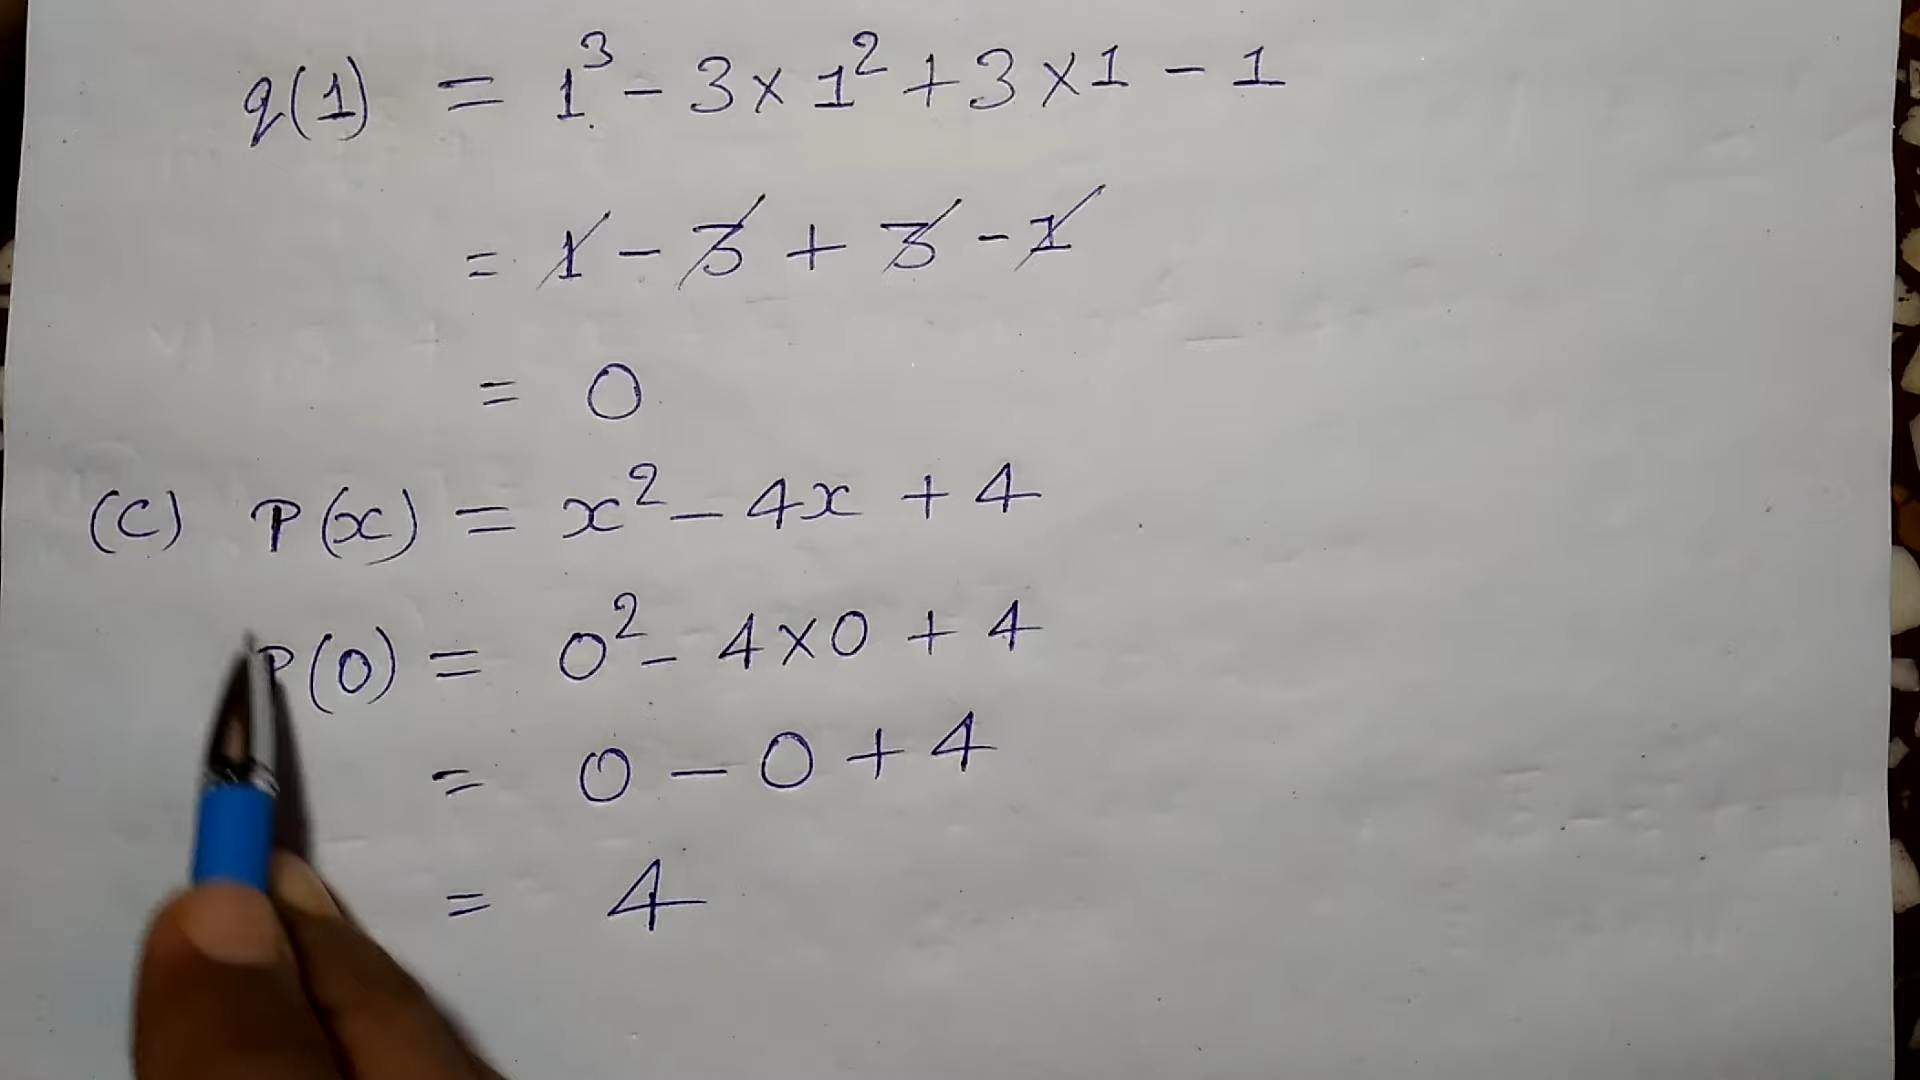 q(1) = 1³ - 3 × 1² + 3 × 1 - 1
= 1 - 3 + 3 - 1
= 0
(C) P(x) = x² - 4x + 4
P(0) = 0² - 4×0 + 4
= 0 - 0 + 4
= 4